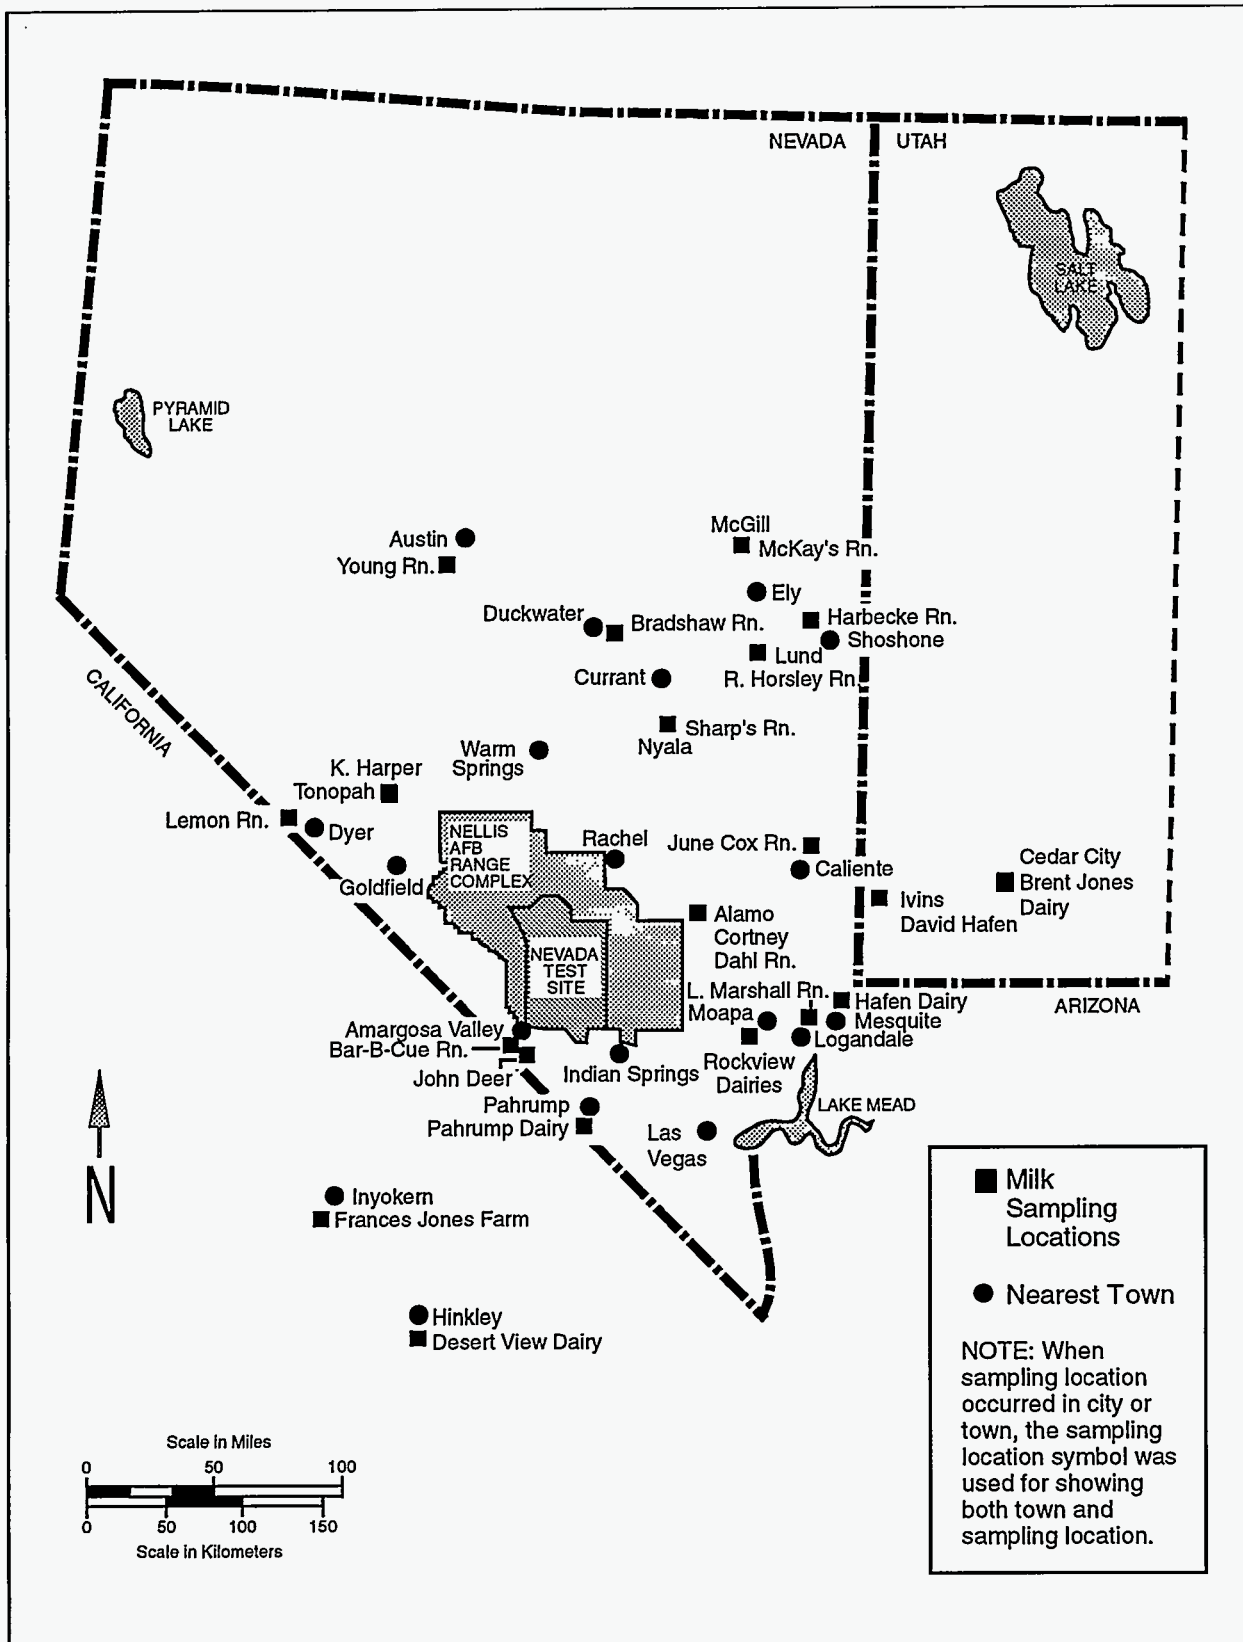 NEVADA
UTAH
SALT
LAKE
PYRAMID
LAKE
McGill
McKay's Rn.
Austin
Young Rn.
Ely
Duckwater
Bradshaw Rn.
Harbecke Rn.
Shoshone
Lund
R. Horsley Rn.
Currant
CALIFORNIA
Sharp's Rn.
Nyala
Warm
Springs
K. Harper
Tonopah
Lemon Rn.
Dyer
Goldfield
NELLIS
AFB
RANGE
COMPLEX
Rachel
June Cox Rn.
Caliente
Cedar City
Brent Jones
Dairy
Ivins
David Hafen
Alamo
Cortney
Dahl Rn.
NEVADA
TEST
SITE
L. Marshall Rn.
Hafen Dairy
ARIZONA
Moapa
Mesquite
Logandale
Amargosa Valley
Bar-B-Cue Rn.
John Deer
Indian Springs
Rockview
Dairies
Pahrump
Pahrump Dairy
LAKE MEAD
Las
Vegas
N
Inyokern
Frances Jones Farm
Hinkley
Desert View Dairy
Milk
Sampling
Locations
Nearest Town
NOTE: When
sampling location
occurred in city or
town, the sampling
location symbol was
used for showing
both town and
sampling location.
Scale in Miles
0 50 100
0 50 100 150
Scale in Kilometers